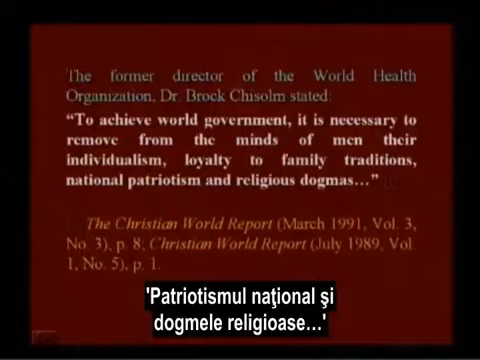 The former director of the World Health
Organization, Dr. Brock Chisolm stated:
“To achieve world government, it is necessary to
remove from the minds of men their
individualism, loyalty to family traditions,
national patriotism and religious dogmas…”
The Christian World Report (March 1991, Vol. 3,
No. 3), p. 8; Christian World Report (July 1989, Vol.
1, No. 5), p. 1.
'Patriotismul naţional şi
dogmele religioase…'